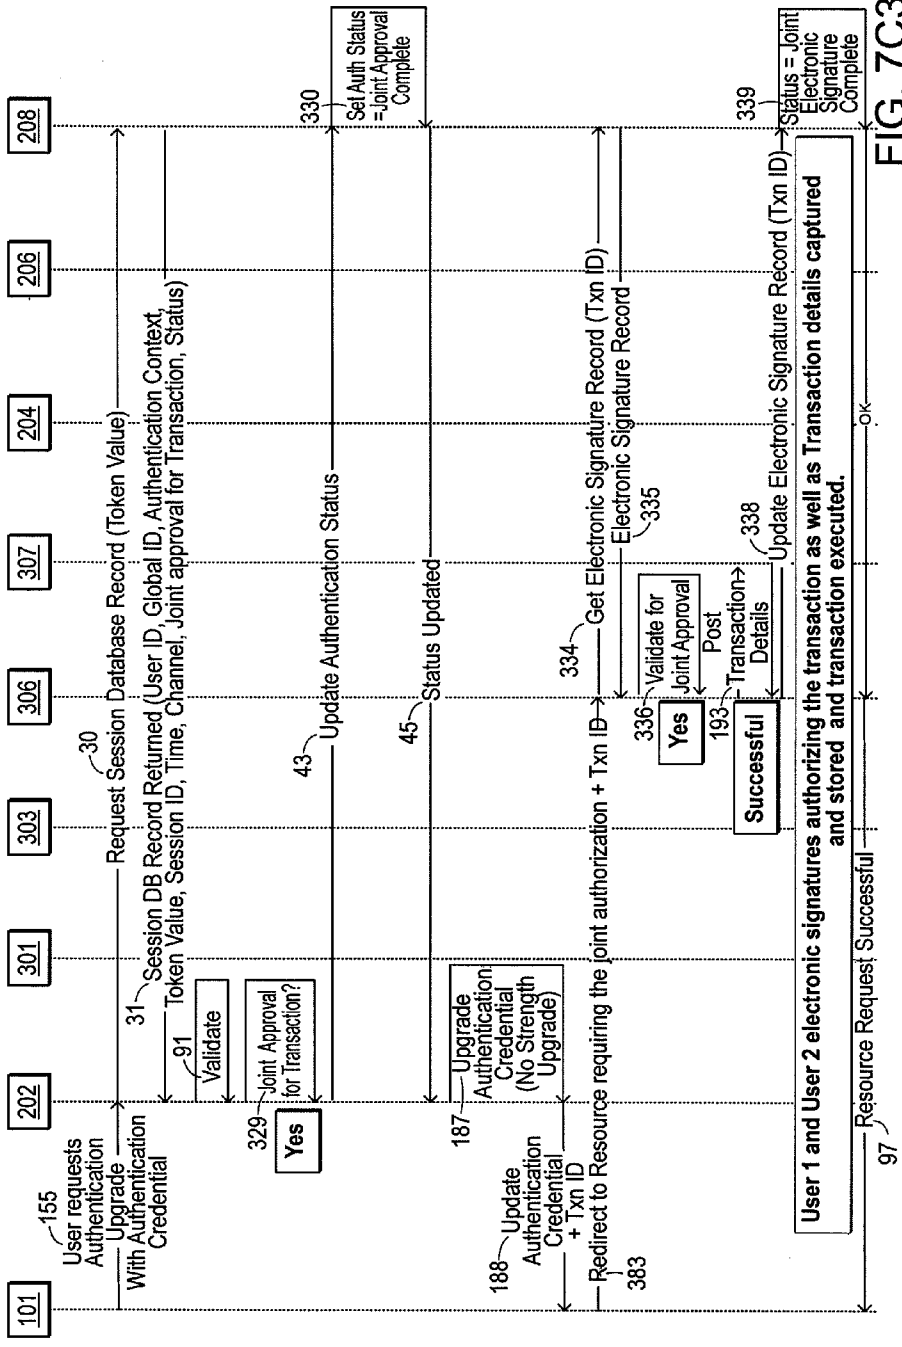 101
202
301
303
306
307
204
206
208
155
User requests
Authentication
Upgrade
With Authentication
Credential
30
Request Session Database Record (Token Value)
31
Session DB Record Returned (User ID, Global ID, Authentication Context,
Token Value, Session ID, Time, Channel, Joint approval for Transaction, Status)
91
Validate
329
Joint Approval
for Transaction?
Yes
43
Update Authentication Status
330
Set Auth Status
=Joint Approval
Complete
45
Status Updated
187
Upgrade
Authentication
Credential
(No Strength
Upgrade)
188
Update
Authentication
Credential
+ Txn ID
Redirect to Resource requiring the joint authorization + Txn ID
383
334
Get Electronic Signature Record (Txn ID)
Electronic Signature Record
335
336
Validate for
Joint Approval
Yes
193
Post
Transaction
Details
Successful
338
Update Electronic Signature Record (Txn ID)
339
Status = Joint
Electronic
Signature
Complete
User 1 and User 2 electronic signatures authorizing the transaction as well as Transaction details captured
and stored and transaction executed.
OK
Resource Request Successful
97
FIG. 7C3